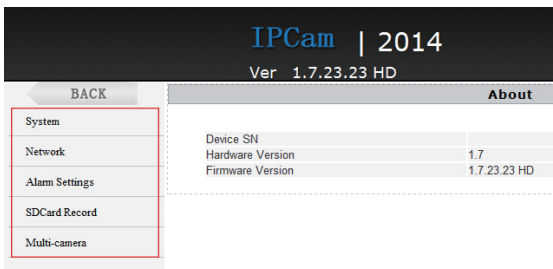 IPCam | 2014
Ver 1.7.23.23 HD
BACK
About
System
Network
Alarm Settings
SDCard Record
Multi-camera
Device SN
Hardware Version 1.7
Firmware Version 1.7.23.23 HD